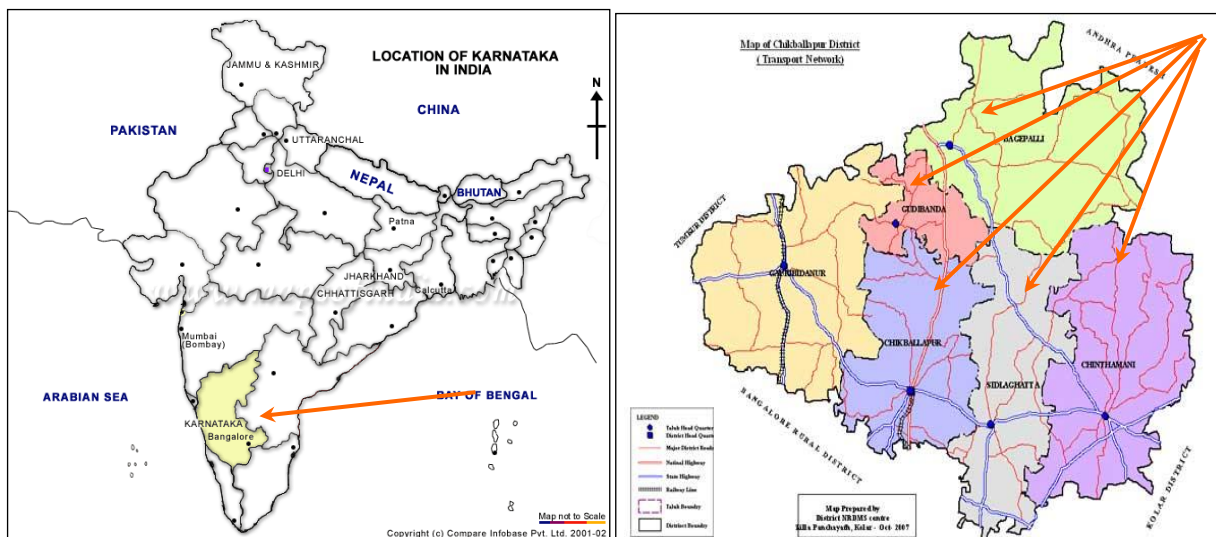 LOCATION OF KARNATAKA
IN INDIA
N
JAMMU & KASHMIR
CHINA
PAKISTAN
UTTARANCHAL
DELHI
NEPAL
BHUTAN
Patna
JHARKHAND
CHHATTISGARH
Calcutta
Mumbai
(Bombay)
ARABIAN SEA
BAY OF BENGAL
KARNATAKA
Bangalore
Map not to Scale
Copyright (c) Compare Infobase Pvt. Ltd. 2001-02
Map of Chikballapur District
( Transport Network)
ANDHRA PRADESH
BAGEPALLI
GUDIBANDA
TUMKUR DISTRICT
GAURIBIDANUR
CHIKBALLAPUR
CHINTHAMANI
SIDLAGHATTA
BANGALORE RURAL DISTRICT
KOLAR DISTRICT
LEGEND
Taluk Head Quarter
District Head Quarter
Major District Roads
National Highway
State Highway
Railway Line
Taluk Boundry
District Boundry
Map Prepared by
District NRDMS centre
Zilla Panchayath, Kolar - Oct- 2007